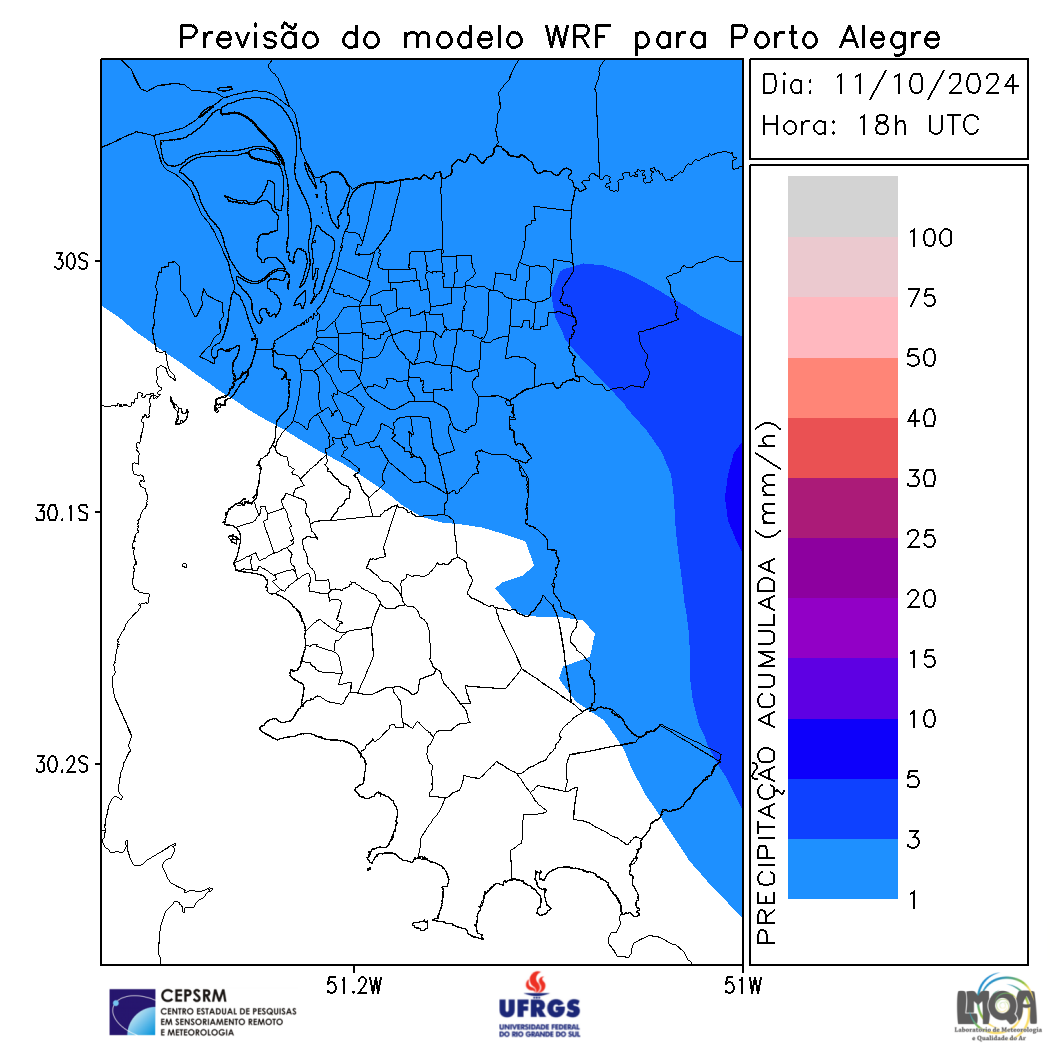 Previsão do modelo WRF para Porto Alegre
Dia: 11/10/2024
Hora: 18h UTC
30S
30.1S
30.2S
51.2W
51W
PRECIPITAÇÃO ACUMULADA (mm/h)
100
75
50
40
30
25
20
15
10
5
3
1
CEPSRM
CENTRO ESTADUAL DE PESQUISAS
EM SENSORIAMENTO REMOTO
E METEOROLOGIA
UFRGS
UNIVERSIDADE FEDERAL
DO RIO GRANDE DO SUL
LMQA
Laboratório de Meteorologia
e Qualidade do Ar